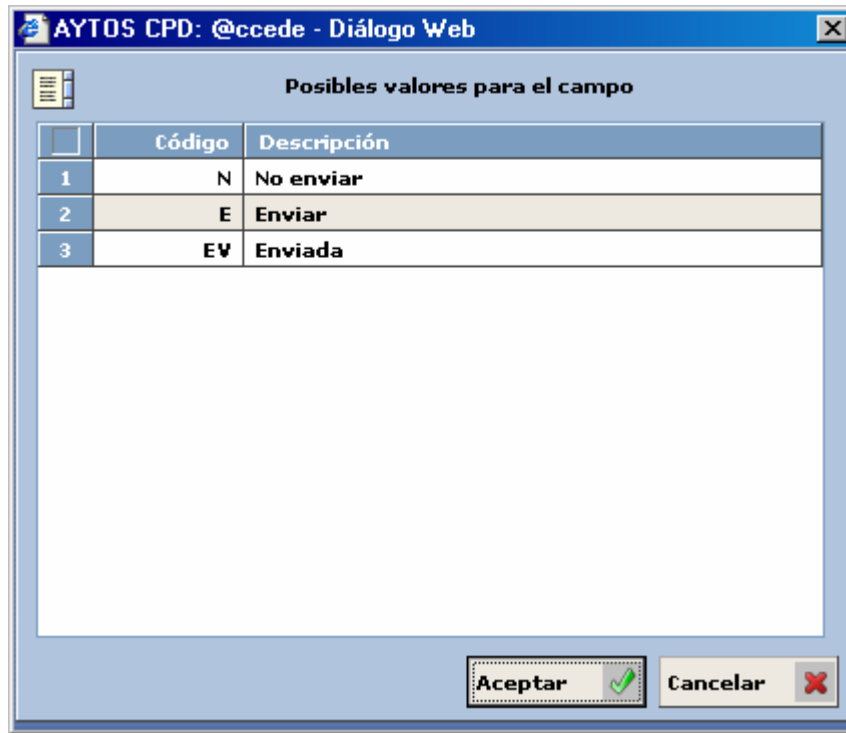 AYTOS CPD: @ccede - Diálogo Web
Posibles valores para el campo
Código Descripción
1 N No enviar
2 E Enviar
3 EV Enviada
Aceptar Cancelar